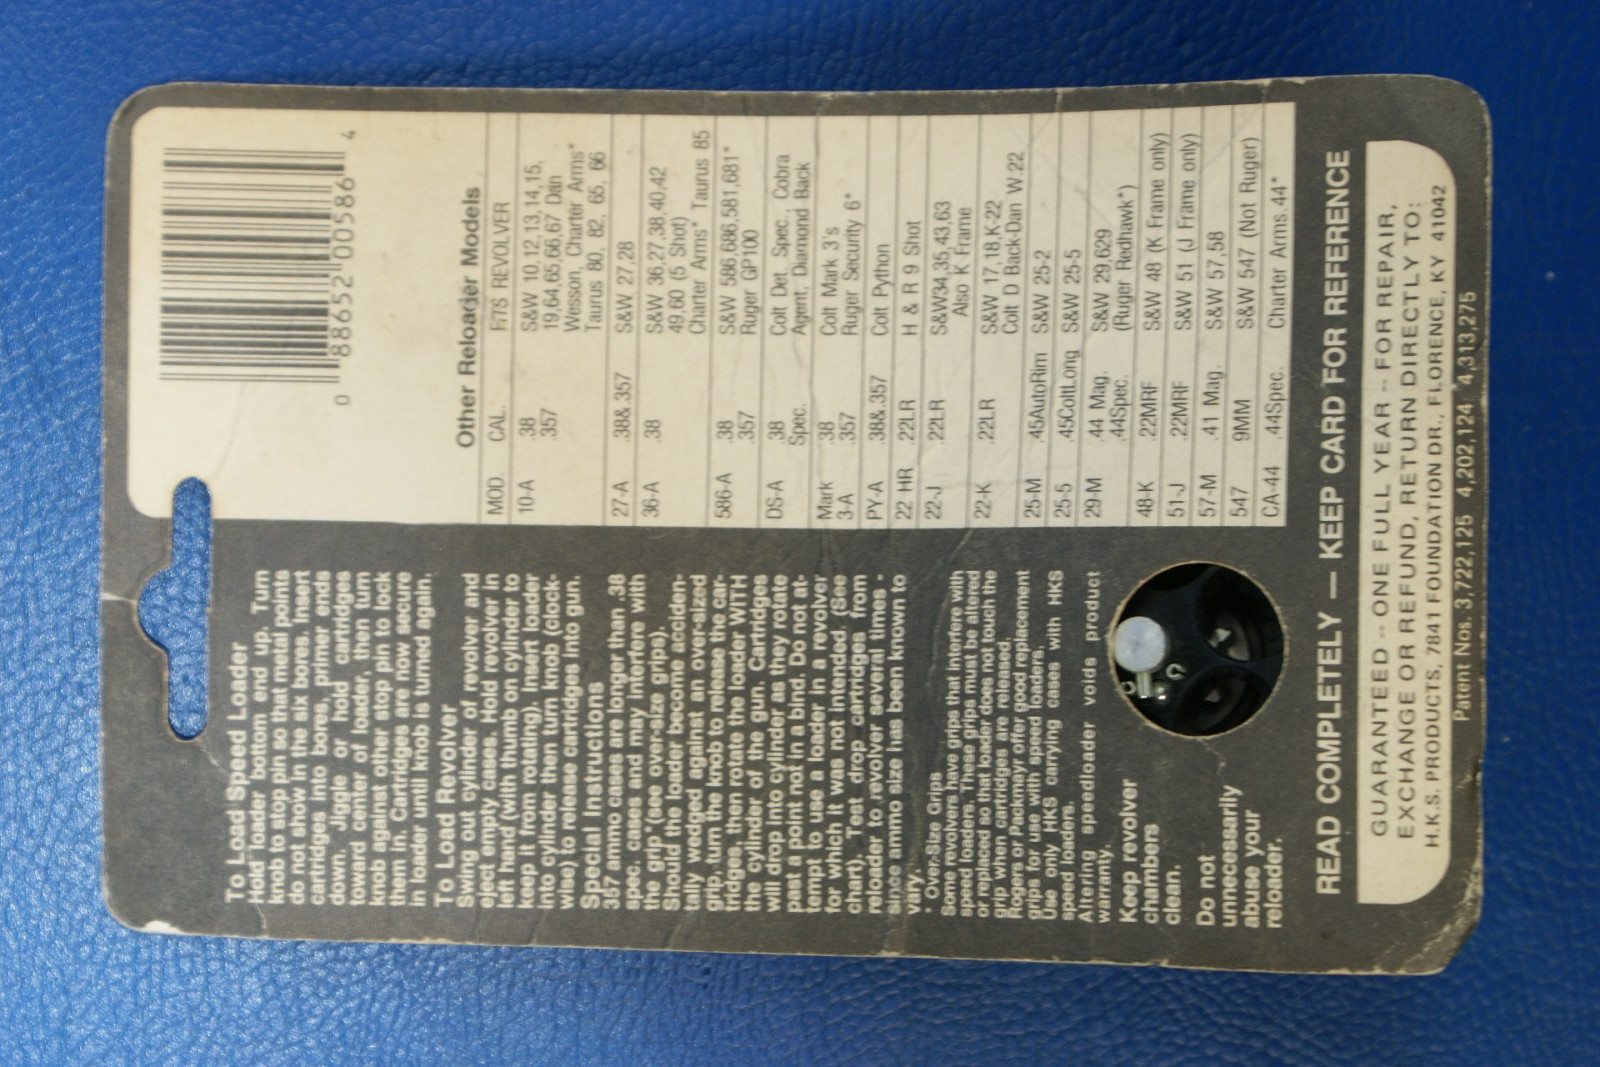 To Load Speed Loader
Hold loader bottom end up. Turn
knob to stop pin so that metal points
do not show in the six bores. Insert
cartridges into bores, primer ends
down. Jiggle or hold cartridges
toward center of loader, then turn
knob against other stop pin to lock
them in. Cartridges are now secure
in loader until knob is turned again.
To Load Revolver
Swing out cylinder of revolver and
eject empty cases. Hold revolver in
left hand (with thumb on cylinder to
keep it from rotating). Insert loader
into cylinder then turn knob (clock-
wise) to release cartridges into gun.
Special Instructions
357 ammo cases are longer than .38
spec. cases and may interfere with
the grip*(see over-size grips).
Should the loader become acciden-
tally wedged against an over-sized
grip, turn the knob to release the car-
tridges, then rotate the loader WITH
the cylinder of the gun. Cartridges
will drop into cylinder as they rotate
past a point not in a bind. Do not at-
tempt to use a loader in a revolver
for which it was not intended. (See
chart). Test drop cartridges from
reloader to revolver several times -
since ammo size has been known to
vary.
* Over-Size Grips
Some revolvers have grips that interfere with
speed loaders. These grips must be altered
or replaced so that loader does not touch the
grip when cartridges are released.
Rogers or Packmayr offer good replacement
grips for use with speed loaders.
Use only HKS carrying cases with HKS
speed loaders.
Altering speedloader voids product
warranty.
Keep revolver
chambers
clean.
Do not
unnecessarily
abuse your
reloader.
0 88652 00586 4
Other Reloader Models
MOD. CAL. FITS REVOLVER
10-A .38 S&W 10,12,13,14,15,
.357 19,64,65,66,67 Dan
Wesson, Charter Arms*
Taurus 80, 82, 65, 66
27-A .38&.357 S&W 27,28
36-A .38 S&W 36,27,38,40,42
49,60 (5 Shot)
Charter Arms* Taurus 85
586-A .38 S&W 586,686,581,681*
.357 Ruger GP100
DS-A .38 Colt Det. Spec., Cobra
Spec. Agent, Diamond Back
Mark .38 Colt Mark 3's
3-A .357 Ruger Security 6*
PY-A .38&.357 Colt Python
22 HR .22LR H & R 9 Shot
22-J .22LR S&W34,35,43,63
Also K Frame
22-K .22LR S&W 17,18,K-22
Colt D Back-Dan W.22
25-M .45AutoRim S&W 25-2
25-5 .45ColtLong S&W 25-5
29-M .44 Mag. S&W 29,629
.44Spec. (Ruger Redhawk*)
48-K .22MRF S&W 48 (K Frame only)
51-J .22MRF S&W 51 (J Frame only)
57-M .41 Mag. S&W 57,58
547 9MM S&W 547 (Not Ruger)
CA-44 .44Spec. Charter Arms.44*
READ COMPLETELY — KEEP CARD FOR REFERENCE
GUARANTEED -- ONE FULL YEAR -- FOR REPAIR,
EXCHANGE OR REFUND, RETURN DIRECTLY TO:
H.K.S. PRODUCTS, 7841 FOUNDATION DR., FLORENCE, KY 41042
Patent Nos. 3,722,125 4,202,124 4,313,275